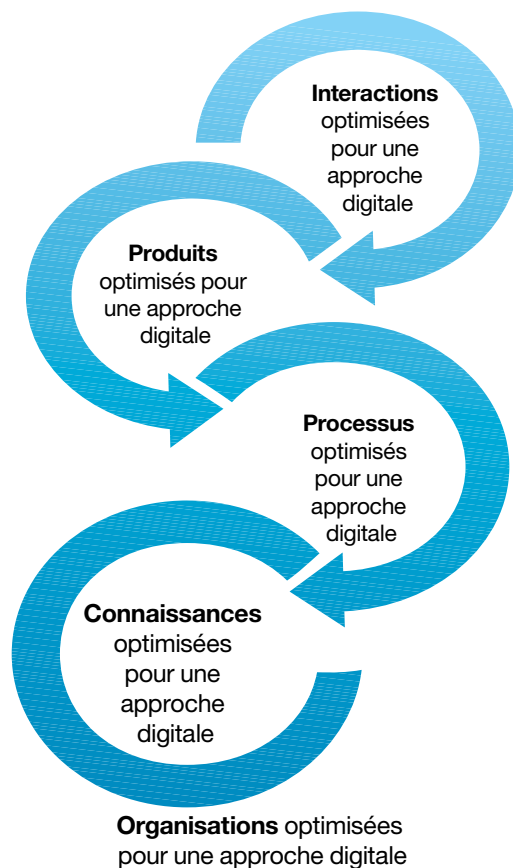 Interactions
optimisées
pour une
approche
digitale
Produits
optimisés pour
une approche
digitale
Processus
optimisés
pour une
approche
digitale
Connaissances
optimisées
pour une
approche
digitale
Organisations optimisées
pour une approche digitale